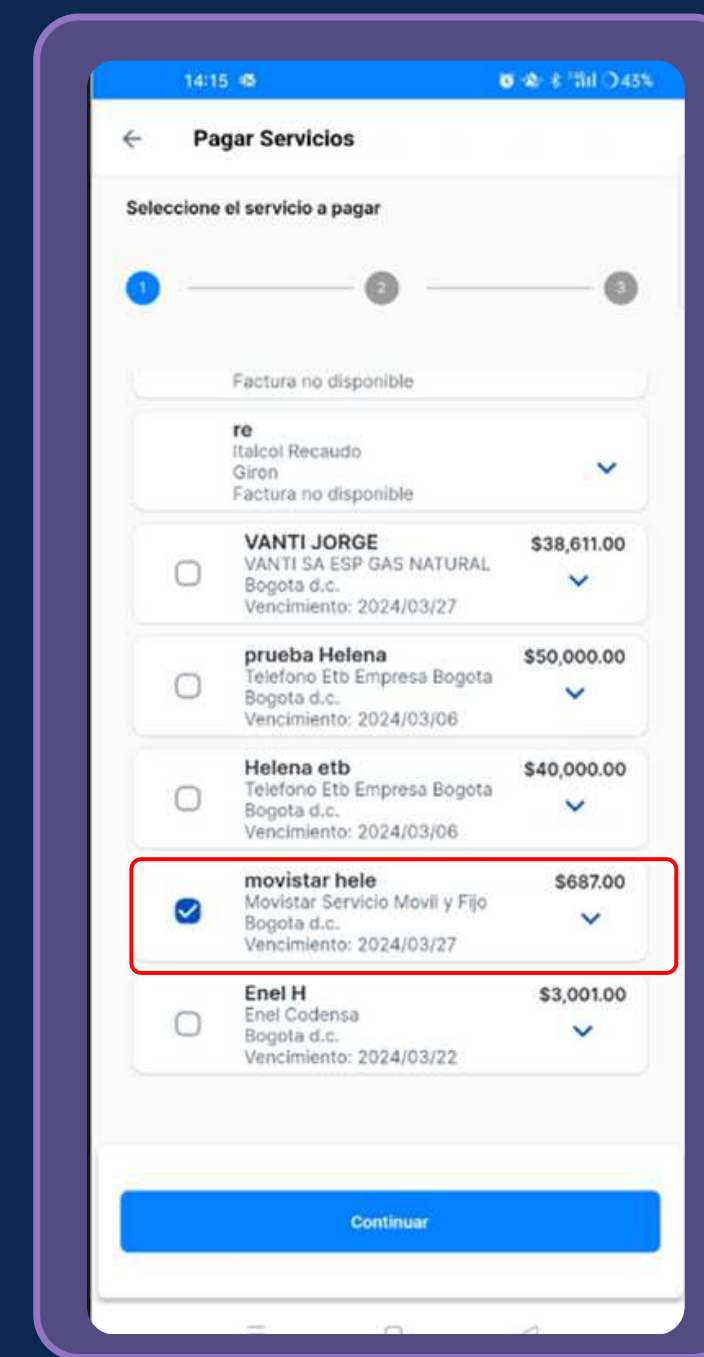 14:15
43%
Pagar Servicios
Seleccione el servicio a pagar
1
2
3
Factura no disponible
re
Italcol Recaudo
Giron
Factura no disponible
VANTI JORGE $38,611.00
VANTI SA ESP GAS NATURAL
Bogota d.c.
Vencimiento: 2024/03/27
prueba Helena $50,000.00
Telefono Etb Empresa Bogota
Bogota d.c.
Vencimiento: 2024/03/06
Helena etb $40,000.00
Telefono Etb Empresa Bogota
Bogota d.c.
Vencimiento: 2024/03/06
movistar hele $687.00
Movistar Servicio Movil y Fijo
Bogota d.c.
Vencimiento: 2024/03/27
Enel H $3,001.00
Enel Codensa
Bogota d.c.
Vencimiento: 2024/03/22
Continuar